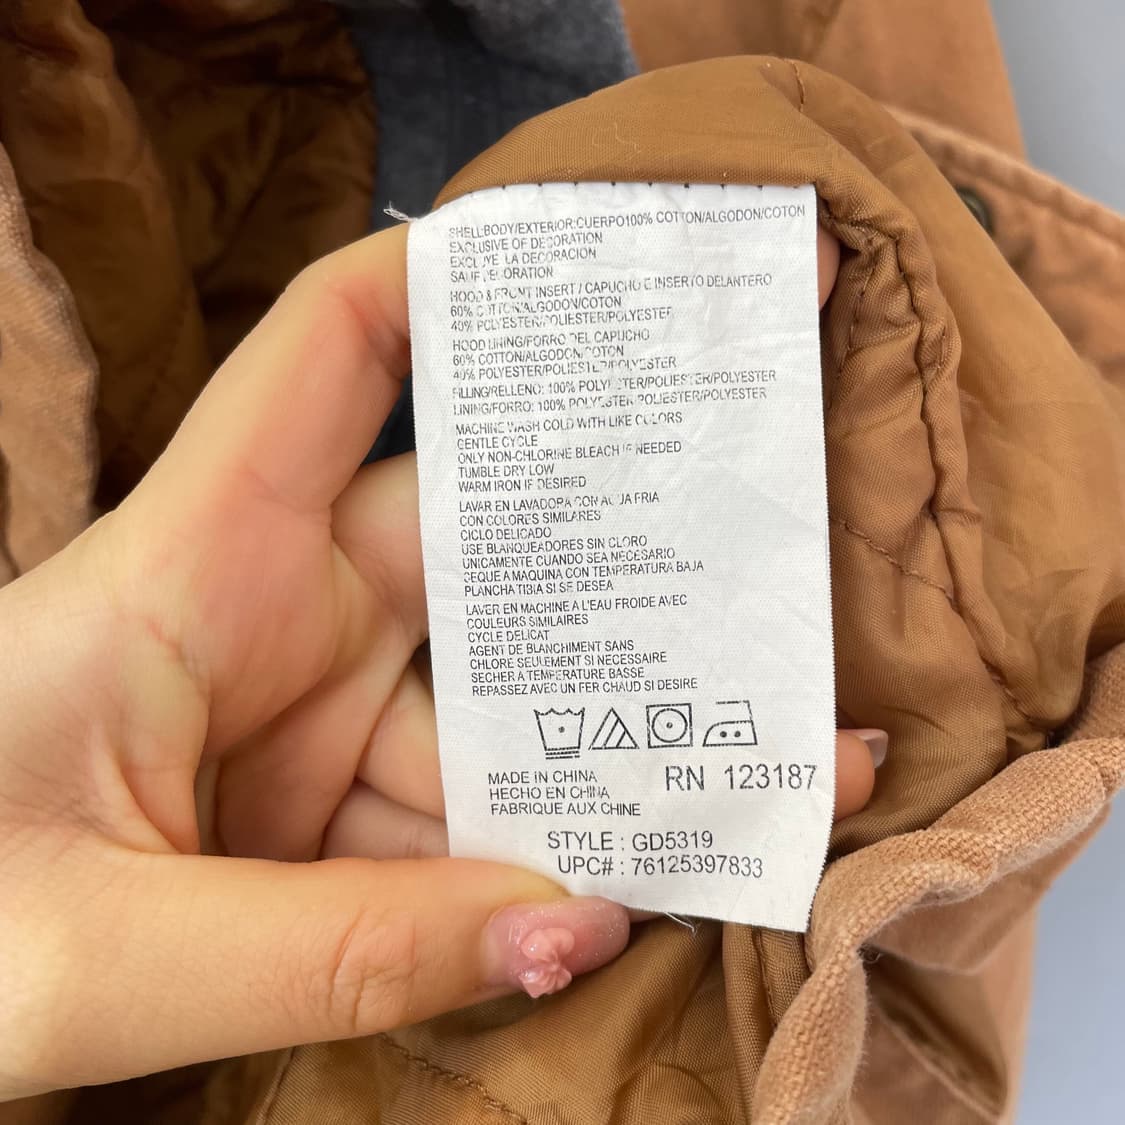 SHELL:BODY/EXTERIOR:CUERPO100% COTTON/ALGODON/COTON
EXCLUSIVE OF DECORATION
EXCLUYE LA DECORACION
SAUF DECORATION
HOOD & FRONT INSERT / CAPUCHO E INSERTO DELANTERO
60% COTTON/ALGODON/COTON
40% POLYESTER/POLIESTER/POLYESTER
HOOD LINING/FORRO DEL CAPUCHO
60% COTTON/ALGODON/COTON
40% POLYESTER/POLIESTER/POLYESTER
FILLING/RELLENO: 100% POLYESTER/POLIESTER/POLYESTER
LINING/FORRO: 100% POLYESTER/POLIESTER/POLYESTER
MACHINE WASH COLD WITH LIKE COLORS
GENTLE CYCLE
ONLY NON-CHLORINE BLEACH IF NEEDED
TUMBLE DRY LOW
WARM IRON IF DESIRED
LAVAR EN LAVADORA CON AGUA FRIA
CON COLORES SIMILARES
CICLO DELICADO
USE BLANQUEADORES SIN CLORO
UNICAMENTE CUANDO SEA NECESARIO
SEQUE A MAQUINA CON TEMPERATURA BAJA
PLANCHA TIBIA SI SE DESEA
LAVER EN MACHINE A L'EAU FROIDE AVEC
COULEURS SIMILAIRES
CYCLE DELICAT
AGENT DE BLANCHIMENT SANS
CHLORE SEULEMENT SI NECESSAIRE
SECHER A TEMPERATURE BASSE
REPASSEZ AVEC UN FER CHAUD SI DESIRE
MADE IN CHINA
HECHO EN CHINA
FABRIQUE AUX CHINE
RN 123187
STYLE : GD5319
UPC# : 76125397833